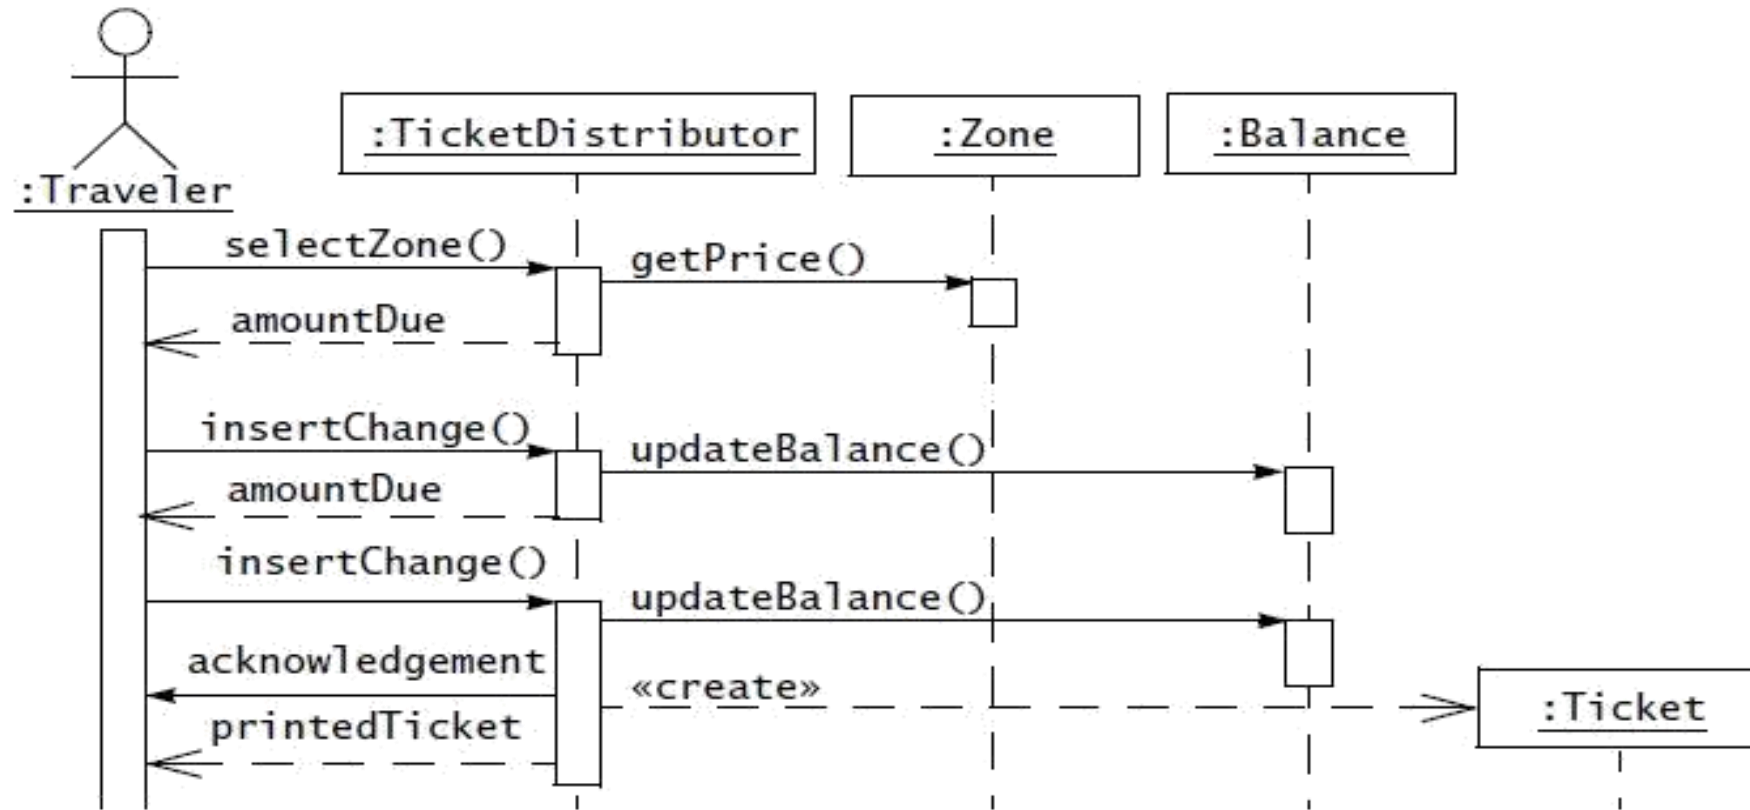 :TicketDistributor
:Zone
:Balance
:Traveler
selectZone()
getPrice()
amountDue
insertChange()
updateBalance()
amountDue
insertChange()
updateBalance()
acknowledgement
«create»
:Ticket
printedTicket